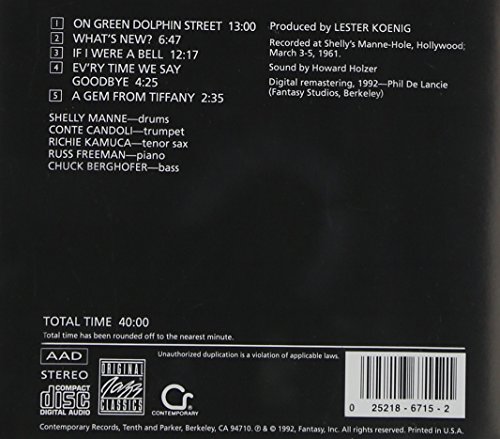 1 ON GREEN DOLPHIN STREET 13:00
2 WHAT'S NEW? 6:47
3 IF I WERE A BELL 12:17
4 EV'RY TIME WE SAY
GOODBYE 4:25
5 A GEM FROM TIFFANY 2:35
SHELLY MANNE—drums
CONTE CANDOLI—trumpet
RICHIE KAMUCA—tenor sax
RUSS FREEMAN—piano
CHUCK BERGHOFER—bass
Produced by LESTER KOENIG
Recorded at Shelly's Manne-Hole, Hollywood;
March 3-5, 1961.
Sound by Howard Holzer
Digital remastering, 1992—Phil De Lancie
(Fantasy Studios, Berkeley)
TOTAL TIME 40:00
Total time has been rounded off to the nearest minute.
AAD
STEREO
COMPACT
disc
DIGITAL AUDIO
ORIGINAL
Jazz
CLASSICS
CR
CONTEMPORARY
Unauthorized duplication is a violation of applicable laws.
0 25218-6715-2
Contemporary Records, Tenth and Parker, Berkeley, CA 94710. ℗ & © 1992, Fantasy, Inc. All rights reserved. Printed in U.S.A.